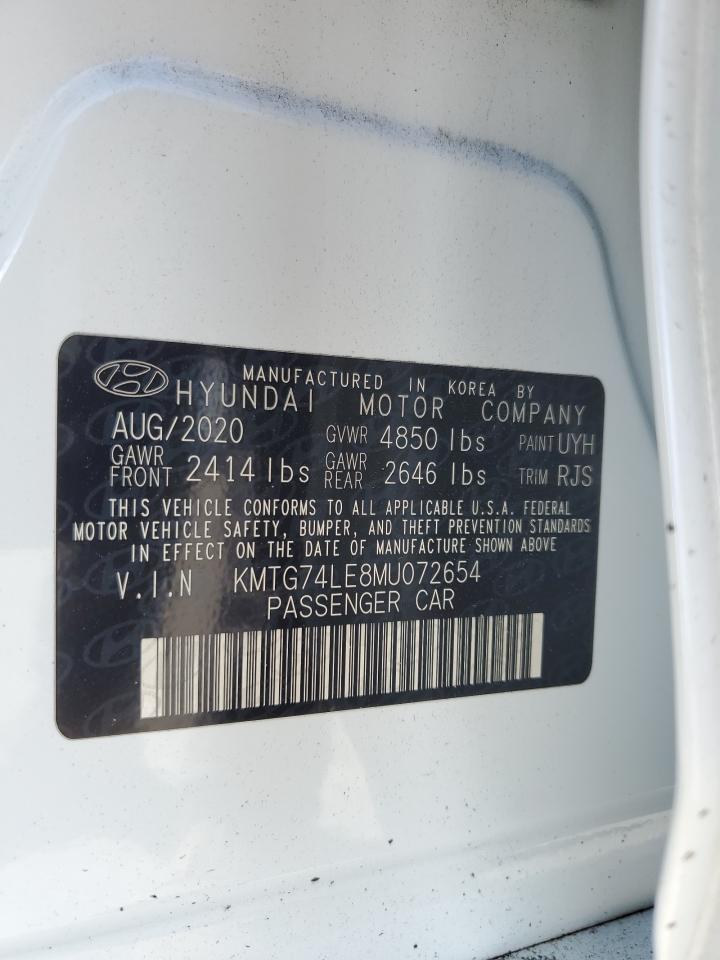 MANUFACTURED IN KOREA BY
HYUNDAI MOTOR COMPANY
AUG/2020 GVWR 4850 lbs PAINT UYH
GAWR FRONT 2414 lbs GAWR REAR 2646 lbs TRIM RJS
THIS VEHICLE CONFORMS TO ALL APPLICABLE U.S.A. FEDERAL
MOTOR VEHICLE SAFETY, BUMPER, AND THEFT PREVENTION STANDARDS
IN EFFECT ON THE DATE OF MANUFACTURE SHOWN ABOVE
V.I.N KMTG74LE8MU072654
PASSENGER CAR